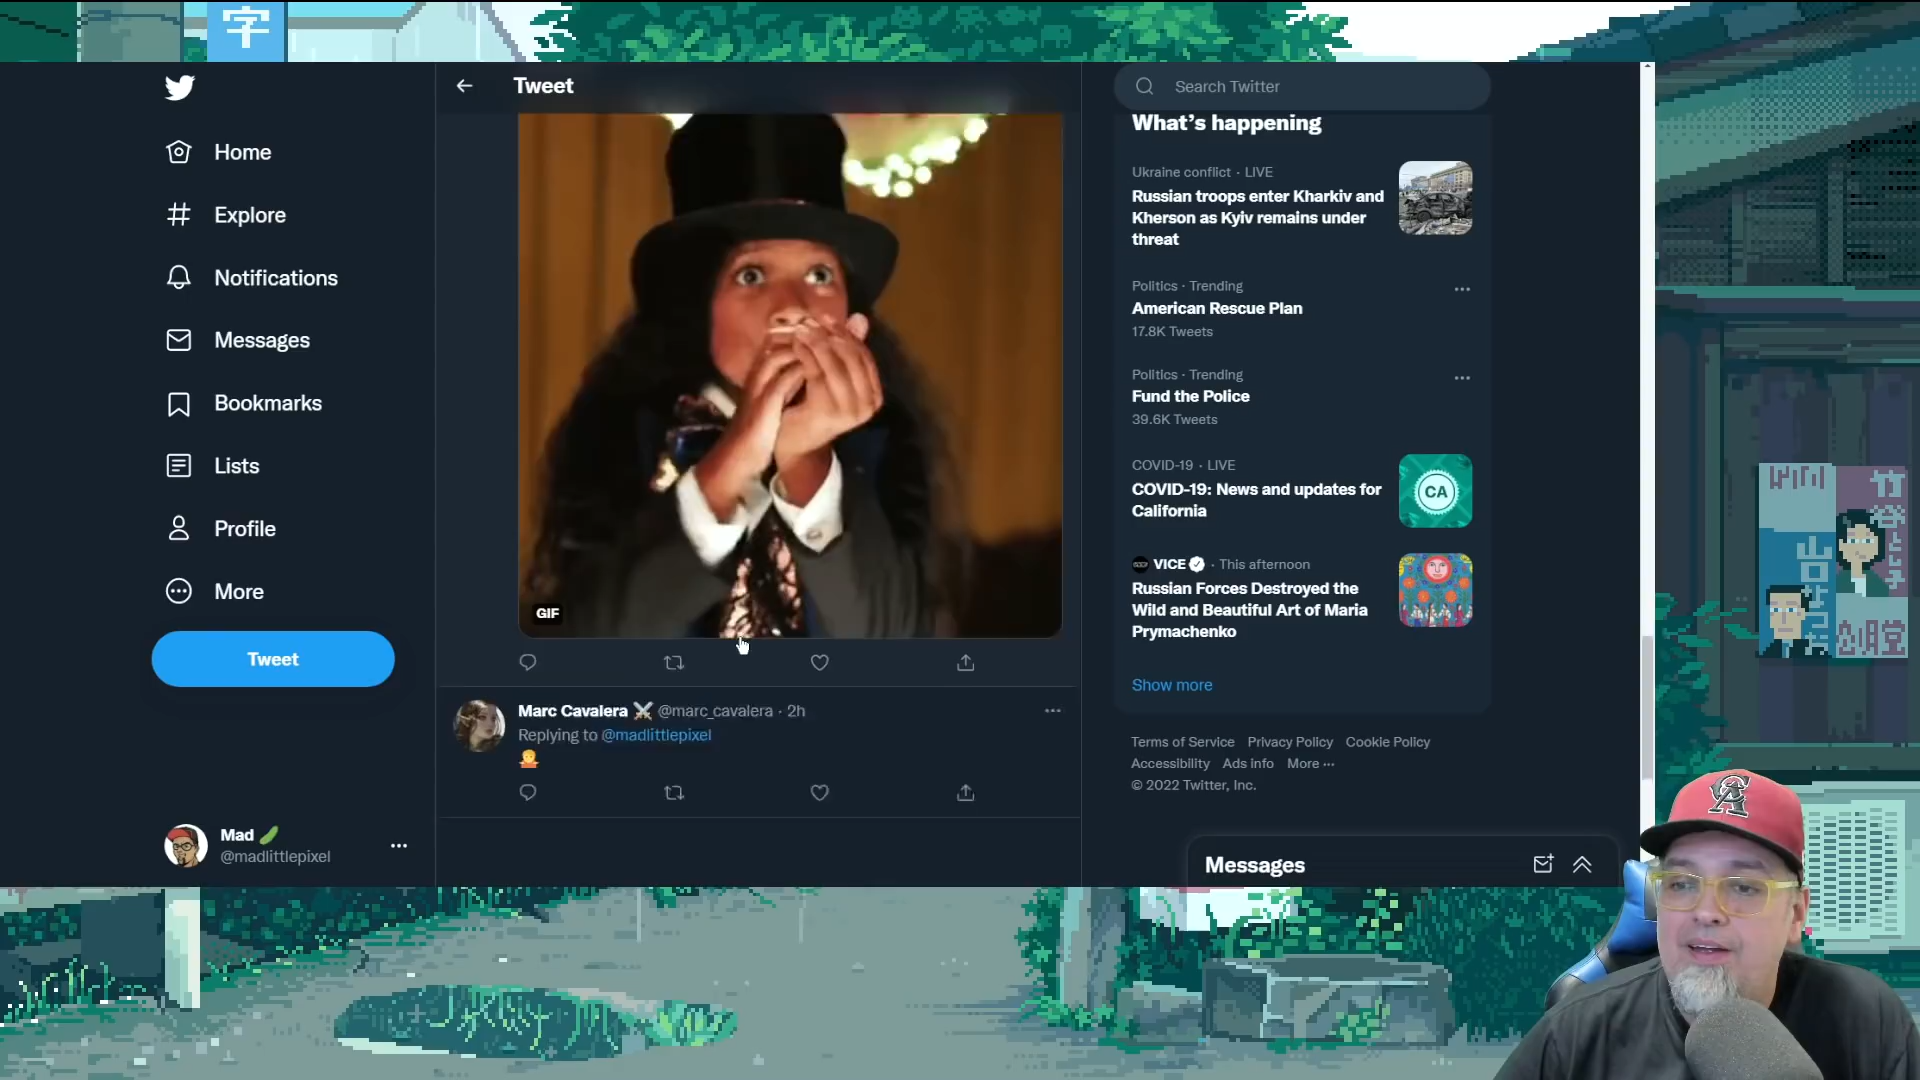 字
Tweet
Search Twitter
What's happening
Home
Explore
Notifications
Messages
Bookmarks
Lists
Profile
More
Tweet
Mad
@madlittlepixel
GIF
Marc Cavalera @marc_cavalera · 2h
Replying to @madlittlepixel
Ukraine conflict · LIVE
Russian troops enter Kharkiv and
Kherson as Kyiv remains under
threat
Politics · Trending
American Rescue Plan
17.8K Tweets
Politics · Trending
Fund the Police
39.6K Tweets
COVID-19 · LIVE
COVID-19: News and updates for
California
CA
VICE · This afternoon
Russian Forces Destroyed the
Wild and Beautiful Art of Maria
Prymachenko
Show more
Terms of Service Privacy Policy Cookie Policy
Accessibility Ads info More ...
© 2022 Twitter, Inc.
Messages
A